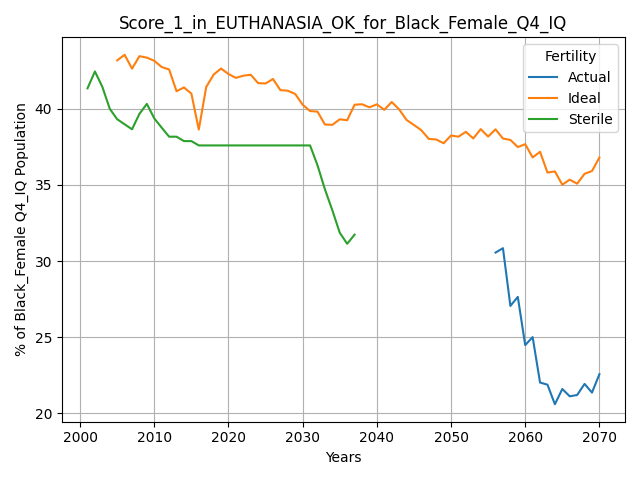 Score_1_in_EUTHANASIA_OK_for_Black_Female_Q4_IQ
% of Black_Female Q4_IQ Population
40
35
30
25
20
Fertility
Actual
Ideal
Sterile
2000 2010 2020 2030 2040 2050 2060 2070
Years